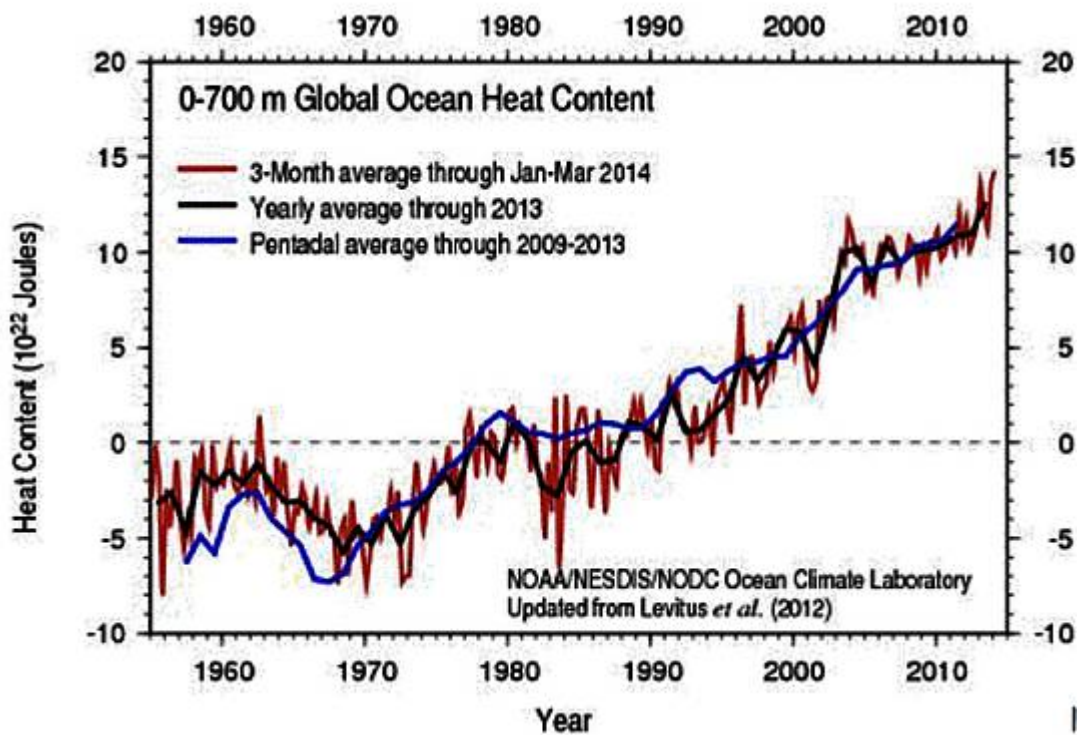 1960 1970 1980 1990 2000 2010
20 20
0-700 m Global Ocean Heat Content
3-Month average through Jan-Mar 2014
15 15
Yearly average through 2013
Pentadal average through 2009-2013
10 10
5 5
0 0
-5 -5
NOAA/NESDIS/NODC Ocean Climate Laboratory
Updated from Levitus et al. (2012)
-10 -10
Heat Content (10²² Joules)
1960 1970 1980 1990 2000 2010
Year